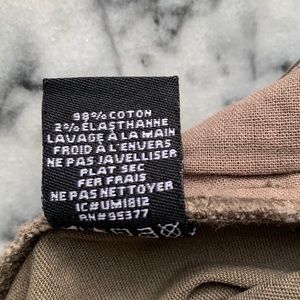 98% COTON
2% ÉLASTHANNE
LAVAGE À LA MAIN
FROID À L'ENVERS
NE PAS JAVELLISER
PLAT SEC
FER FRAIS
NE PAS NETTOYER
IC#UM1812
RN#95377